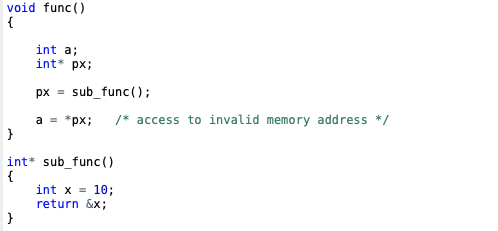 void func()
{
    int a;
    int* px;
    px = sub_func();
    a = *px;   /* access to invalid memory address */
}
int* sub_func()
{
    int x = 10;
    return &x;
}